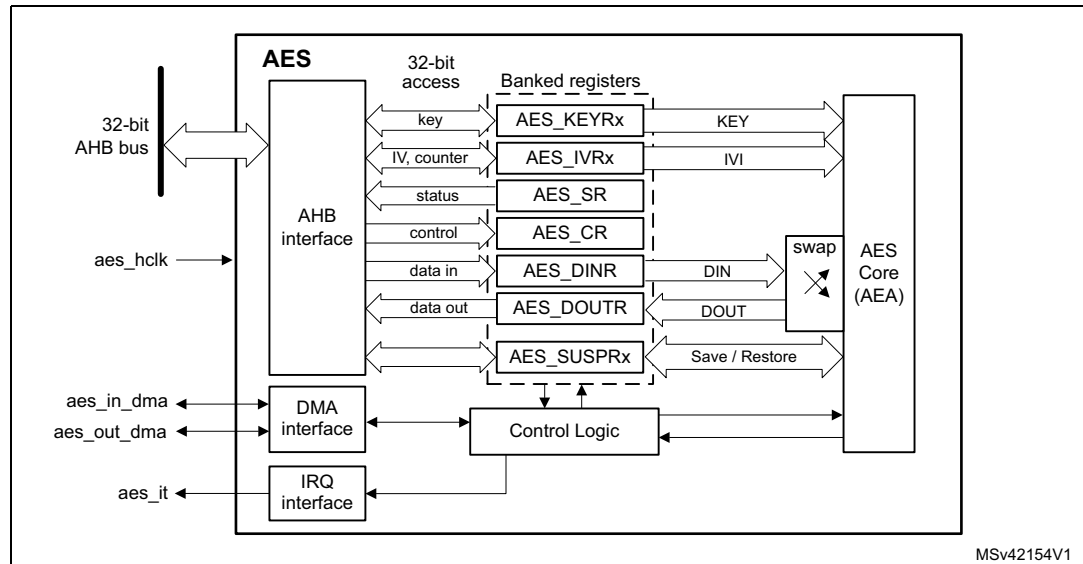 AES
32-bit
access
Banked registers
32-bit
AHB bus
key
AES_KEYRx
KEY
IV, counter
AES_IVRx
IVI
status
AES_SR
AHB
interface
control
AES_CR
swap
AES
Core
(AEA)
aes_hclk
data in
AES_DINR
DIN
data out
AES_DOUTR
DOUT
AES_SUSPRx
Save / Restore
aes_in_dma
aes_out_dma
DMA
interface
Control Logic
aes_it
IRQ
interface
MSv42154V1